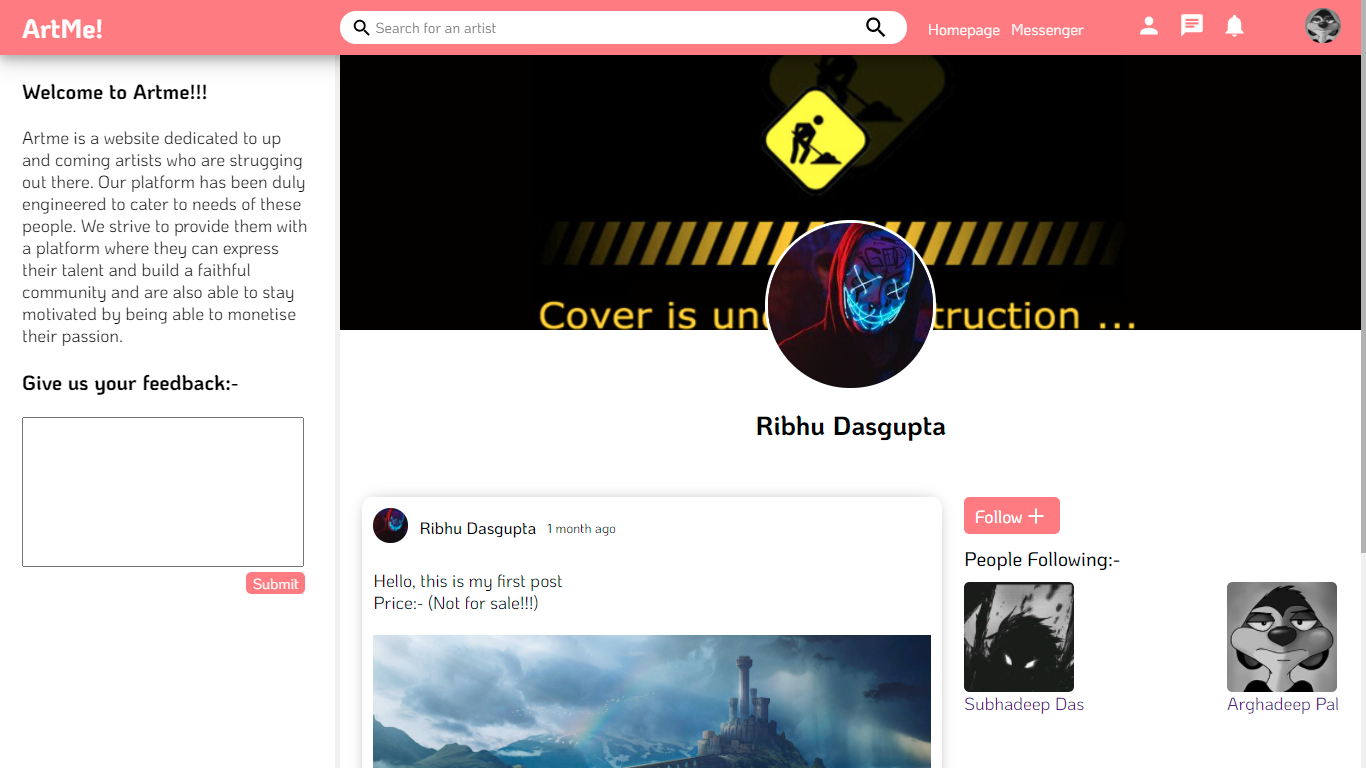 ArtMe!
Search for an artist
Homepage Messenger
Welcome to Artme!!!
Artme is a website dedicated to up
and coming artists who are strugging
out there. Our platform has been duly
engineered to cater to needs of these
people. We strive to provide them with
a platform where they can express
their talent and build a faithful
community and are also able to stay
motivated by being able to monetise
their passion.
Give us your feedback:-
Submit
Cover is un truction ...
Ribhu Dasgupta
Ribhu Dasgupta 1 month ago
Hello, this is my first post
Price:- (Not for sale!!!)
Follow +
People Following:-
Subhadeep Das
Arghadeep Pal